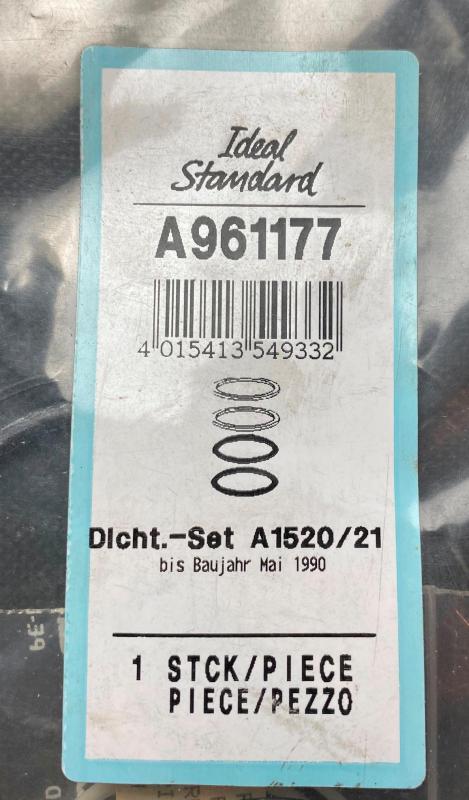 Ideal
Standard
A961177
4 015413 549332
Dicht.-Set A1520/21
bis Baujahr Mai 1990
1 STCK/PIECE
PIECE/PEZZO